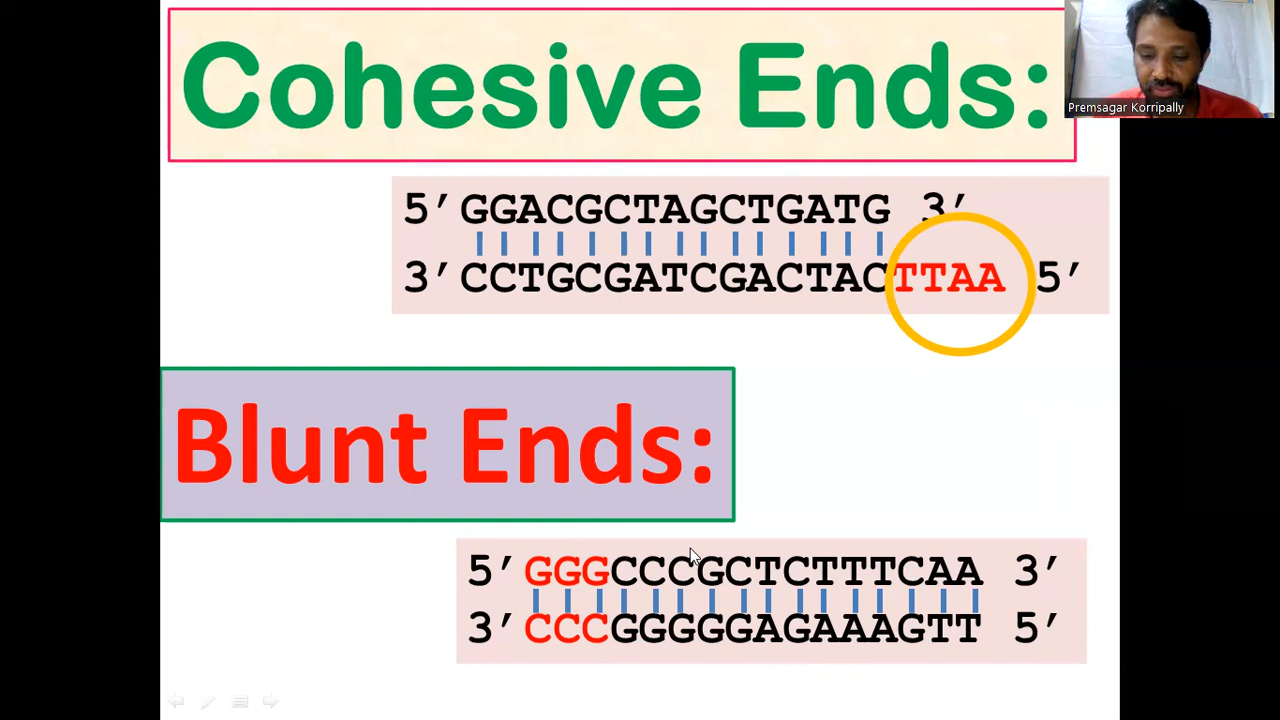 Cohesive Ends:
Premsagar Korripally
5’ GGACGCTAGCTGATG 3’
3’ CCTGCGATCGACTACTTAA 5’
Blunt Ends:
5’ GGGCCCGCTCTTTCAA 3’
3’ CCCGGGGGAGAAAGTT 5’